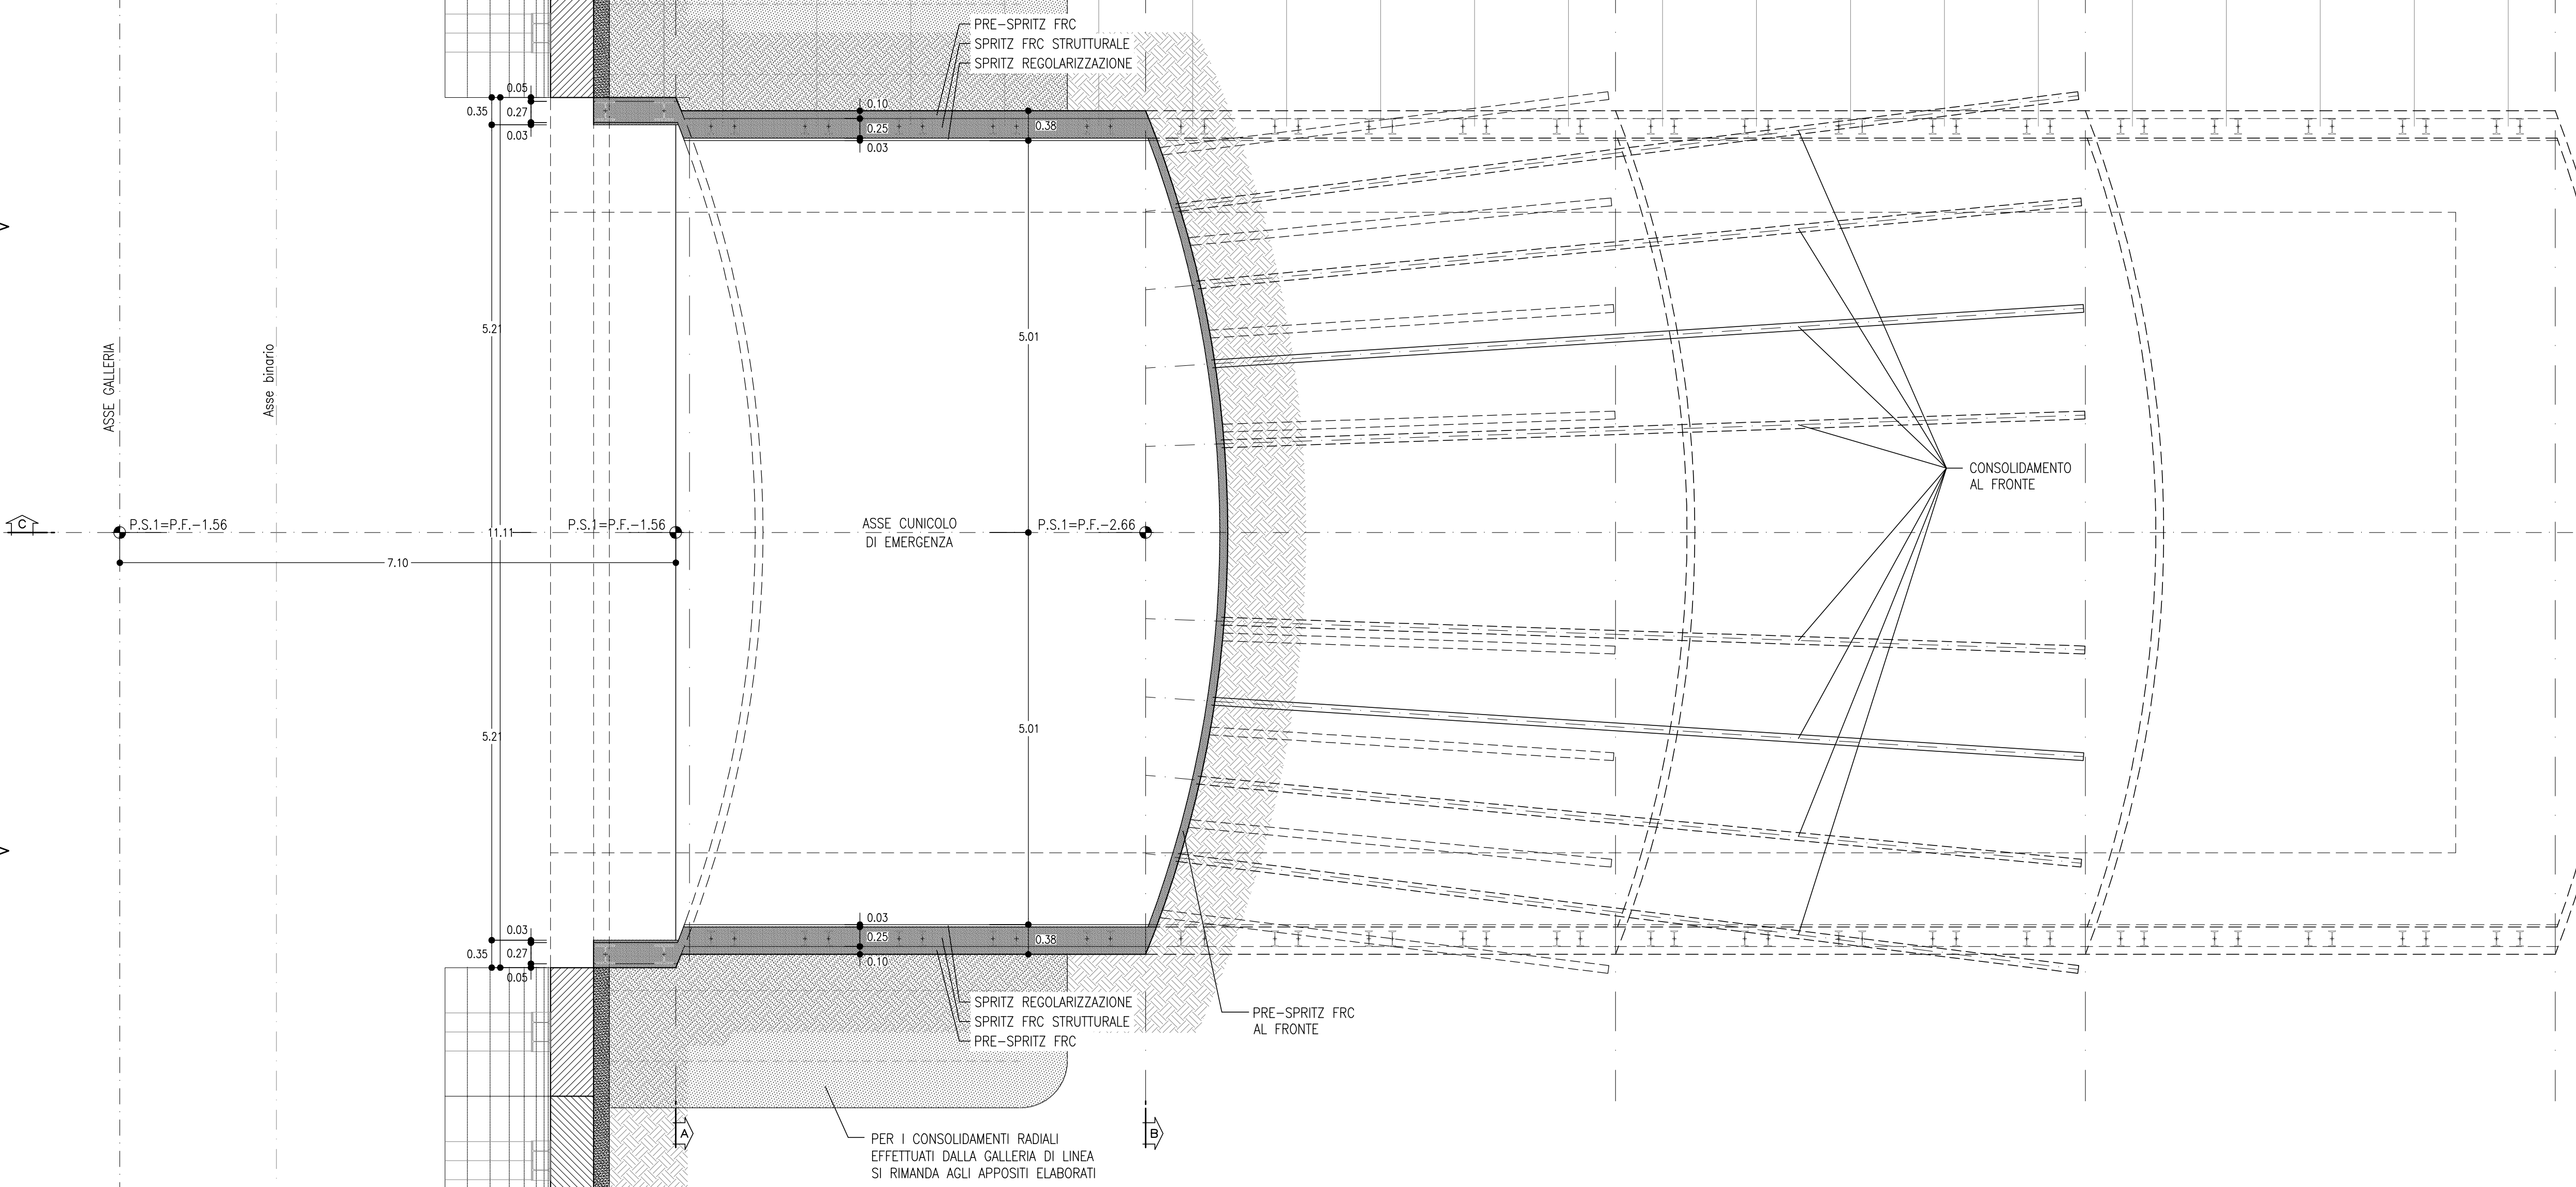 PRE-SPRITZ FRC
SPRITZ FRC STRUTTURALE
SPRITZ REGOLARIZZAZIONE
0.05
0.35
0.27
0.03
0.10
0.25
0.38
0.03
5.21
5.01
ASSE GALLERIA
Asse binario
CONSOLIDAMENTO
AL FRONTE
C
P.S.1=P.F.-1.56
11.11
P.S.1=P.F.-1.56
ASSE CUNICOLO
DI EMERGENZA
P.S.1=P.F.-2.66
7.10
5.21
5.01
0.03
0.03
0.25
0.38
0.35
0.27
0.10
0.05
SPRITZ REGOLARIZZAZIONE
SPRITZ FRC STRUTTURALE
PRE-SPRITZ FRC
PRE-SPRITZ FRC
AL FRONTE
A
B
PER I CONSOLIDAMENTI RADIALI
EFFETTUATI DALLA GALLERIA DI LINEA
SI RIMANDA AGLI APPOSITI ELABORATI